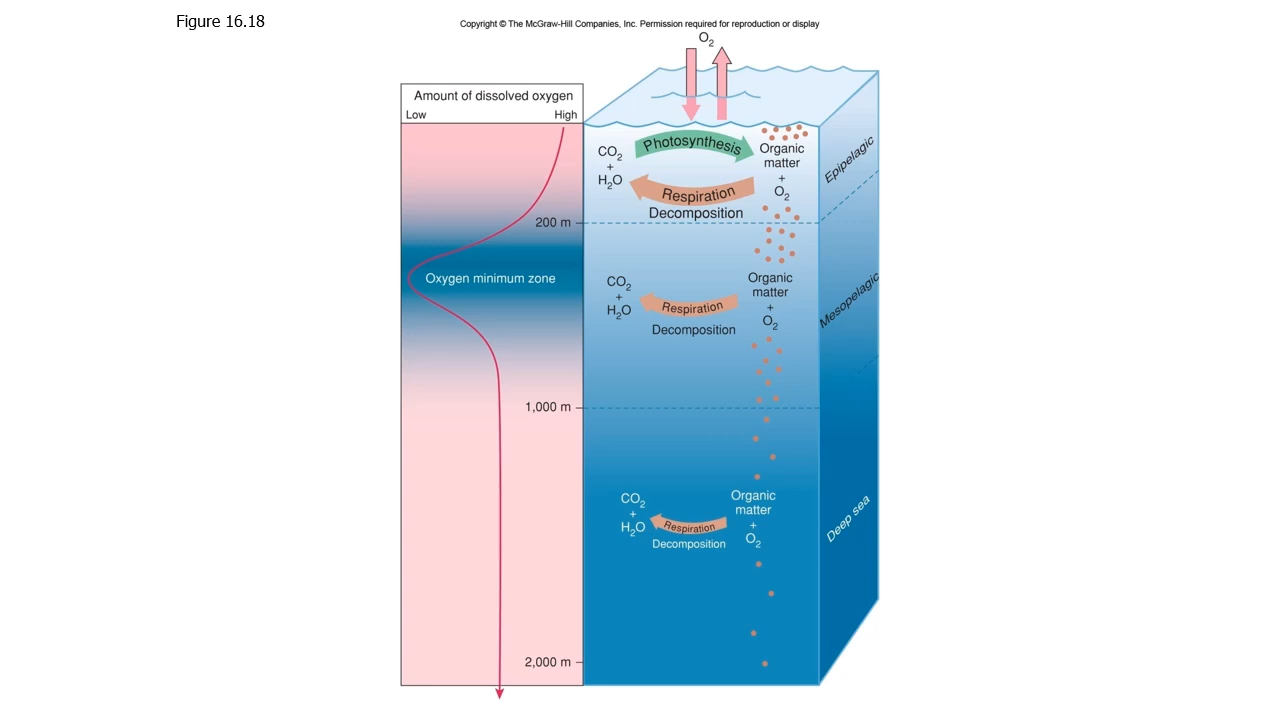 Figure 16.18
Copyright © The McGraw-Hill Companies, Inc. Permission required for reproduction or display
O₂
Amount of dissolved oxygen
Low
High
Photosynthesis
CO₂
+
H₂O
Organic
matter
+
O₂
Respiration
Decomposition
Epipelagic
200 m
Oxygen minimum zone
CO₂
+
H₂O
Respiration
Decomposition
Organic
matter
+
O₂
Mesopelagic
1,000 m
CO₂
+
H₂O
Respiration
Decomposition
Organic
matter
+
O₂
Deep sea
2,000 m